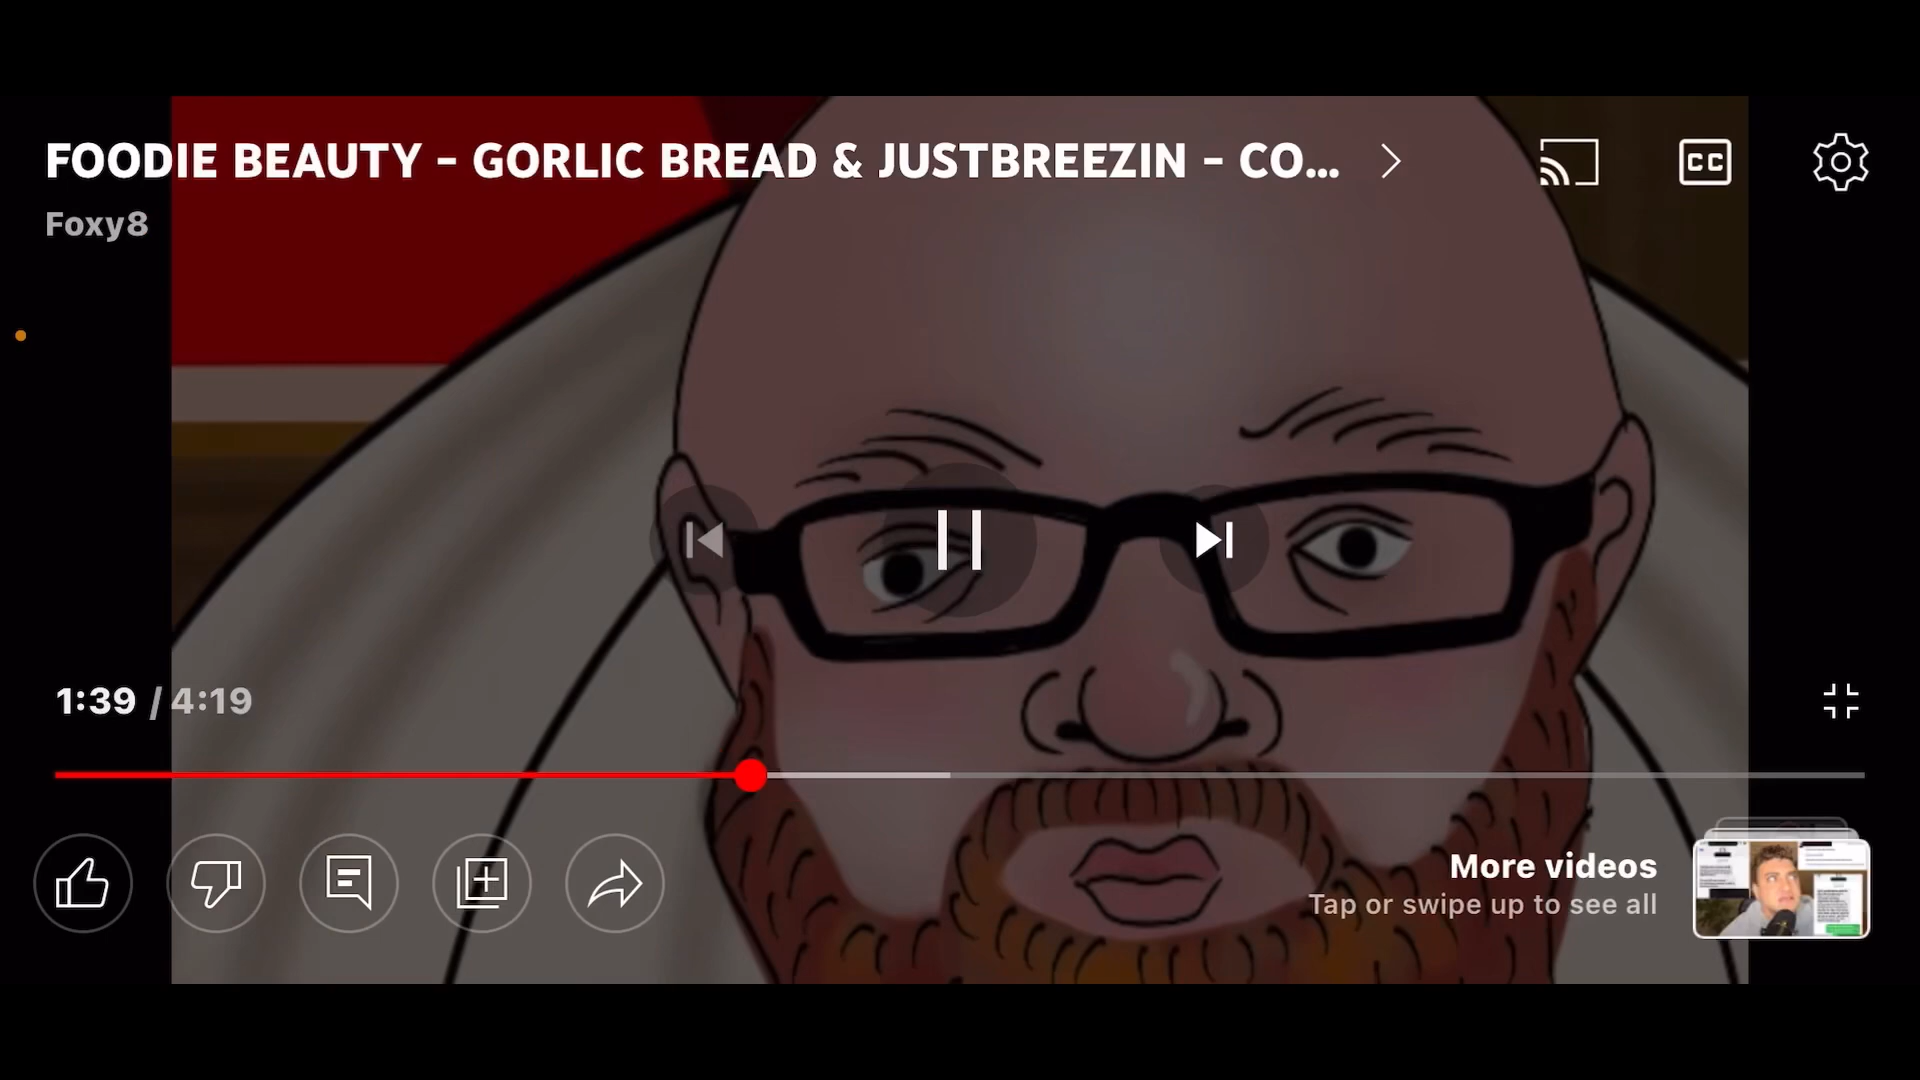 FOODIE BEAUTY – GORLIC BREAD & JUSTBREEZIN – CO...
Foxy8
CC
1:39 / 4:19
More videos
Tap or swipe up to see all